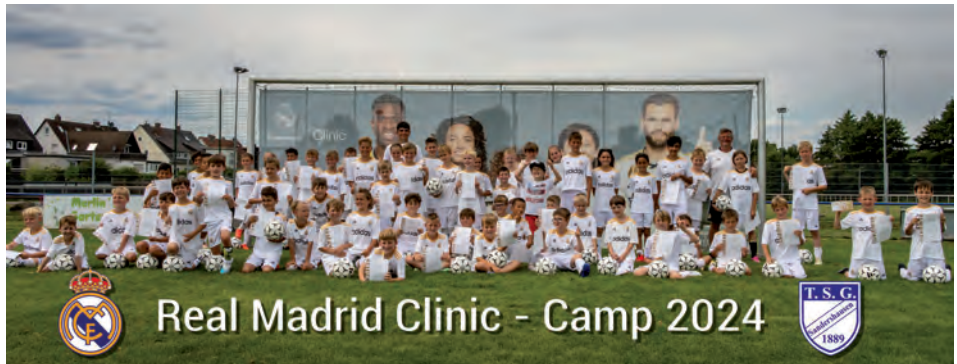 Clinic
adidas
Real Madrid Clinic - Camp 2024
T. S. G.
Sandershausen
1889